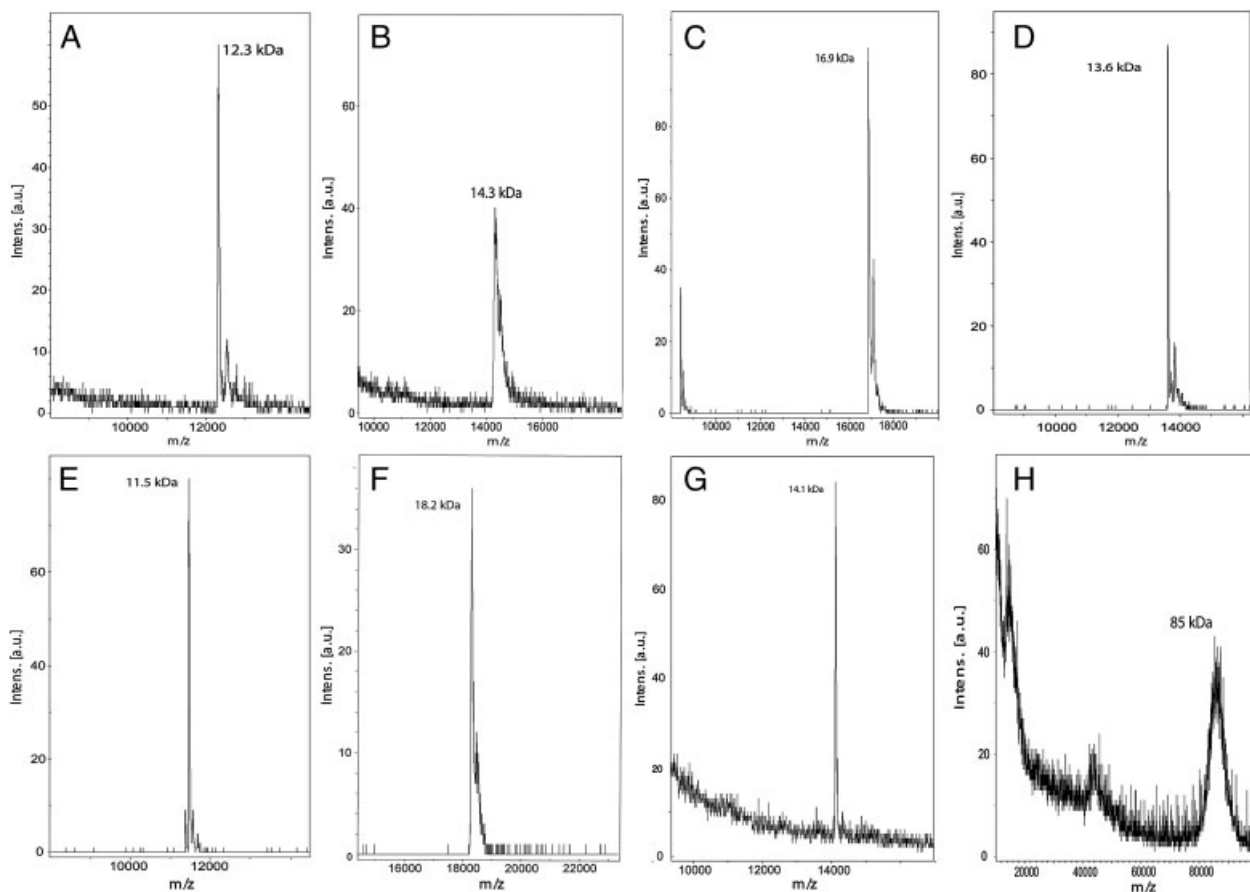 A
12.3 kDa
Intens. [a.u.]
50
40
30
20
10
0
10000 12000
m/z
B
14.3 kDa
Intens. [a.u.]
60
40
20
0
10000 12000 14000 16000
m/z
C
16.9 kDa
Intens. [a.u.]
80
60
40
20
0
10000 12000 14000 16000 18000
m/z
D
13.6 kDa
Intens. [a.u.]
80
60
40
20
0
10000 12000 14000
m/z
E
11.5 kDa
Intens. [a.u.]
60
40
20
0
10000 12000
m/z
F
18.2 kDa
Intens. [a.u.]
30
20
10
0
16000 18000 20000 22000
m/z
G
14.1 kDa
Intens. [a.u.]
80
60
40
20
0
10000 12000 14000
m/z
H
85 kDa
Intens. [a.u.]
60
40
20
0
20000 40000 60000 80000
m/z